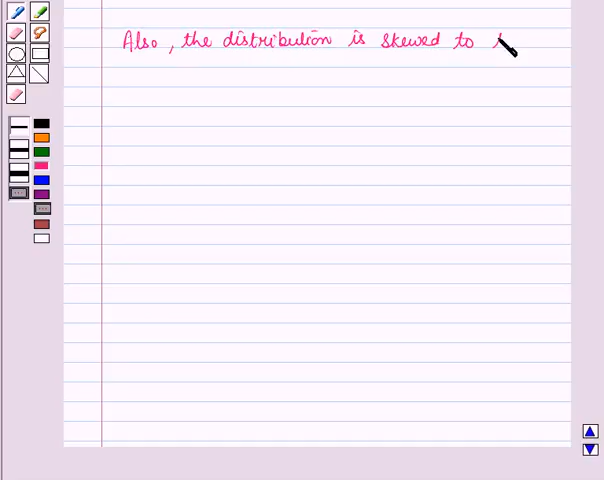 Also, the distribution is skewed to